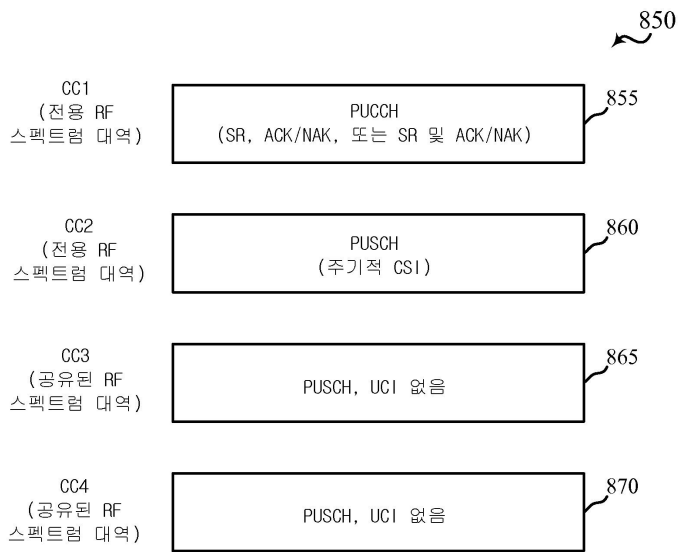 850
CC1
(전용 RF
스펙트럼 대역)
PUCCH
(SR, ACK/NAK, 또는 SR 및 ACK/NAK)
855
CC2
(전용 RF
스펙트럼 대역)
PUSCH
(주기적 CSI)
860
CC3
(공유된 RF
스펙트럼 대역)
PUSCH, UCI 없음
865
CC4
(공유된 RF
스펙트럼 대역)
PUSCH, UCI 없음
870